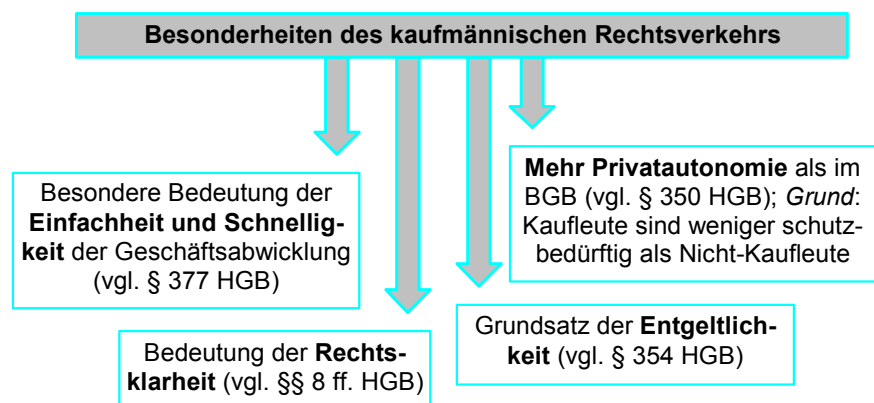 Besonderheiten des kaufmännischen Rechtsverkehrs
Besondere Bedeutung der
Einfachheit und Schnellig-
keit der Geschäftsabwicklung
(vgl. § 377 HGB)
Mehr Privatautonomie als im
BGB (vgl. § 350 HGB); Grund:
Kaufleute sind weniger schutz-
bedürftig als Nicht-Kaufleute
Bedeutung der Rechts-
klarheit (vgl. §§ 8 ff. HGB)
Grundsatz der Entgeltlich-
keit (vgl. § 354 HGB)